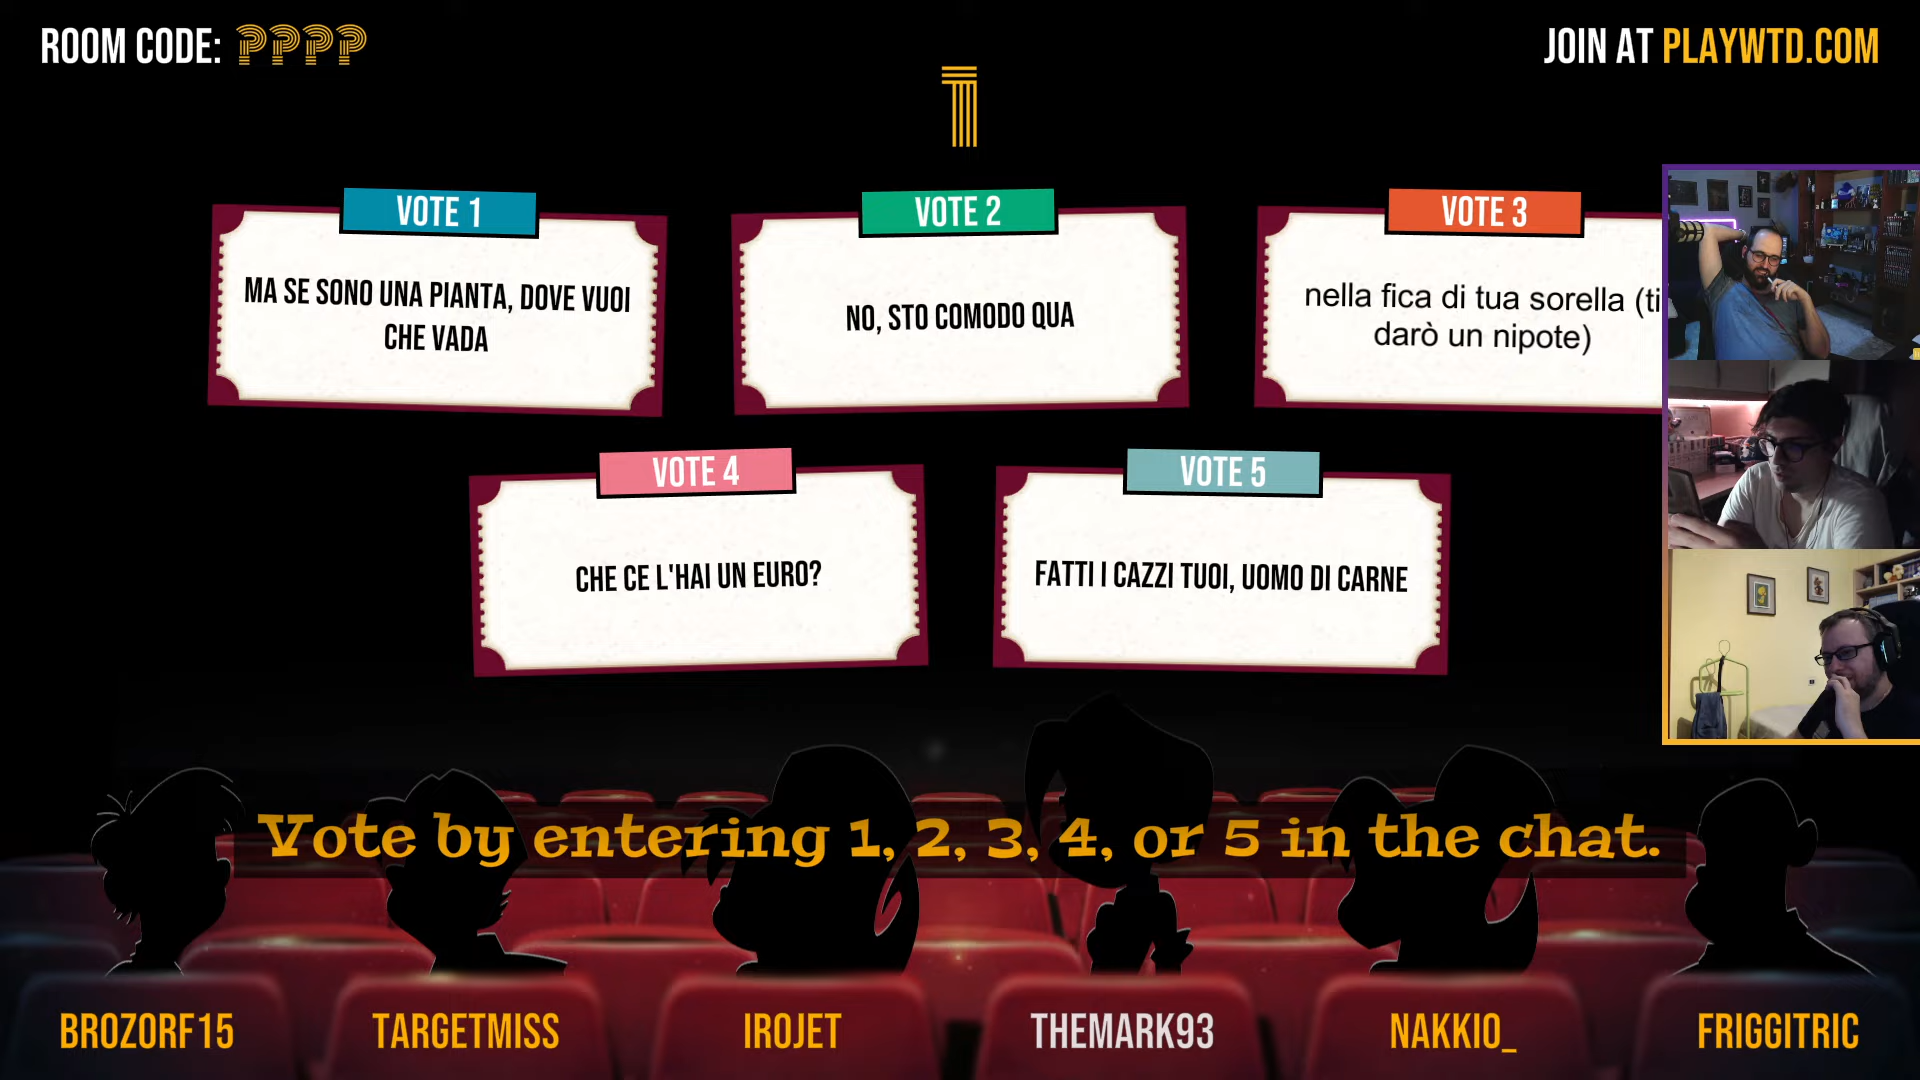 ROOM CODE: ????
JOIN AT PLAYWTD.COM
1
VOTE 1
MA SE SONO UNA PIANTA, DOVE VUOI
CHE VADA
VOTE 2
NO, STO COMODO QUA
VOTE 3
nella fica di tua sorella (ti
darò un nipote)
VOTE 4
CHE CE L'HAI UN EURO?
VOTE 5
FATTI I CAZZI TUOI, UOMO DI CARNE
Vote by entering 1, 2, 3, 4, or 5 in the chat.
BROZORF15
TARGETMISS
IROJET
THEMARK93
NAKKIO_
FRIGGITRIC